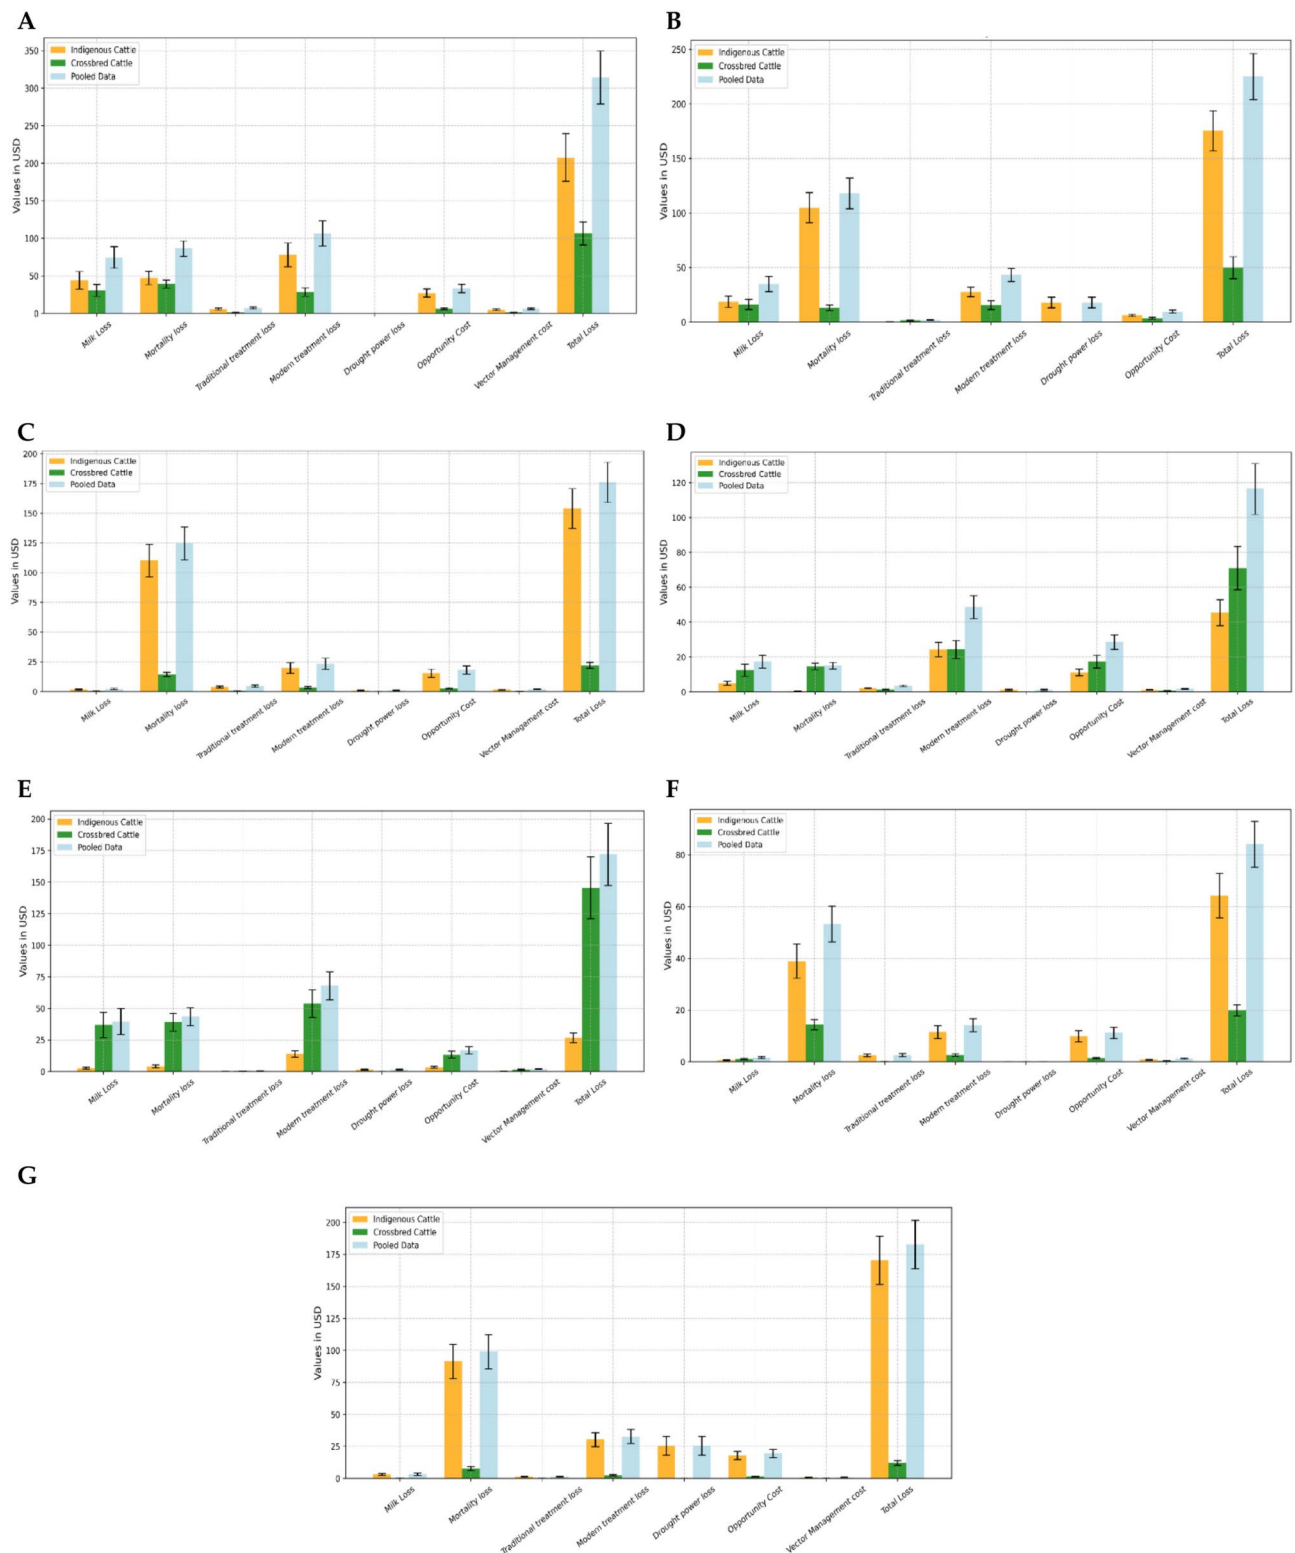 A
Indigenous Cattle
Crossbred Cattle
Pooled Data
Values in USD
350
300
250
200
150
100
50
0
Milk Loss
Mortality loss
Traditional treatment loss
Modern treatment loss
Drought power loss
Opportunity Cost
Vector Management cost
Total Loss
B
Indigenous Cattle
Crossbred Cattle
Pooled Data
Values in USD
250
200
150
100
50
0
Milk Loss
Mortality loss
Traditional treatment loss
Modern treatment loss
Drought power loss
Opportunity Cost
Total Loss
C
Indigenous Cattle
Crossbred Cattle
Pooled Data
Values in USD
200
175
150
125
100
75
50
25
0
Milk Loss
Mortality loss
Traditional treatment loss
Modern treatment loss
Drought power loss
Opportunity Cost
Vector Management cost
Total Loss
D
Indigenous Cattle
Crossbred Cattle
Pooled Data
Values in USD
120
100
80
60
40
20
0
Milk Loss
Mortality loss
Traditional treatment loss
Modern treatment loss
Drought power loss
Opportunity Cost
Vector Management cost
Total Loss
E
Indigenous Cattle
Crossbred Cattle
Pooled Data
Values in USD
200
175
150
125
100
75
50
25
0
Milk Loss
Mortality loss
Traditional treatment loss
Modern treatment loss
Drought power loss
Opportunity Cost
Vector Management cost
Total Loss
F
Indigenous Cattle
Crossbred Cattle
Pooled Data
Values in USD
80
60
40
20
0
Milk Loss
Mortality loss
Traditional treatment loss
Modern treatment loss
Drought power loss
Opportunity Cost
Vector Management cost
Total Loss
G
Indigenous Cattle
Crossbred Cattle
Pooled Data
Values in USD
200
175
150
125
100
75
50
25
0
Milk Loss
Mortality loss
Traditional treatment loss
Modern treatment loss
Drought power loss
Opportunity Cost
Vector Management cost
Total Loss